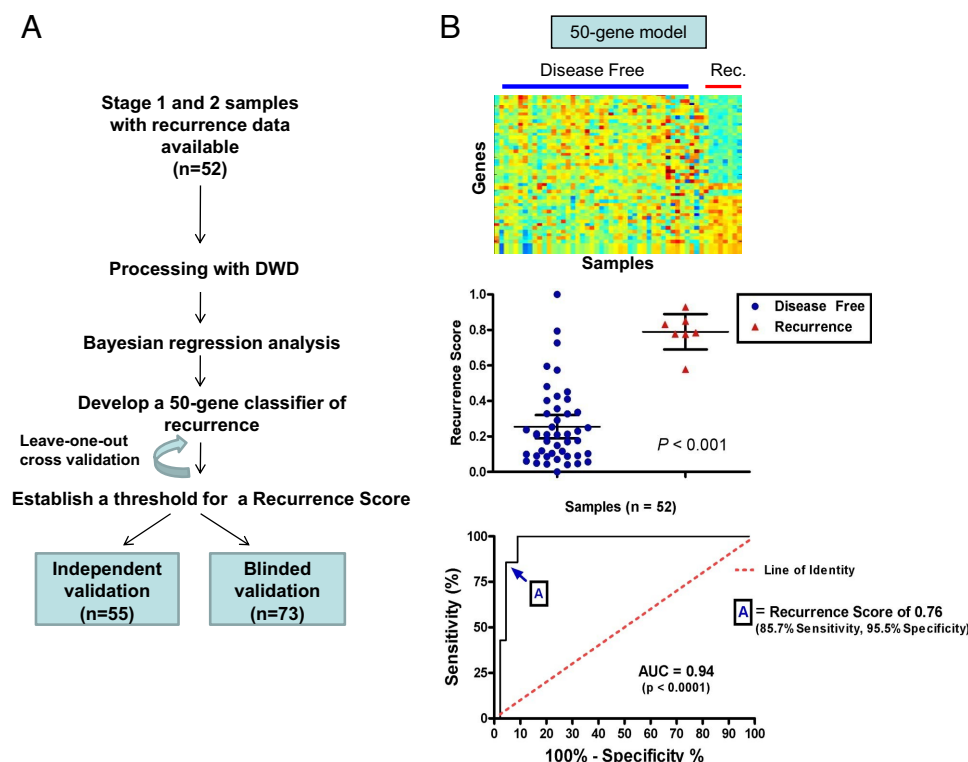 A
Stage 1 and 2 samples
with recurrence data
available
(n=52)
Processing with DWD
Bayesian regression analysis
Develop a 50-gene classifier of
recurrence
Leave-one-out
cross validation
Establish a threshold for a Recurrence Score
Independent
validation
(n=55)
Blinded
validation
(n=73)
B
50-gene model
Disease Free
Rec.
Genes
Samples
Recurrence Score
1.0
0.8
0.6
0.4
0.2
0.0
Disease Free
Recurrence
P < 0.001
Samples (n = 52)
Sensitivity (%)
100
75
50
25
0
A
Line of Identity
A = Recurrence Score of 0.76
(85.7% Sensitivity, 95.5% Specificity)
AUC = 0.94
(p < 0.0001)
0 10 20 30 40 50 60 70 80 90 100
100% - Specificity %